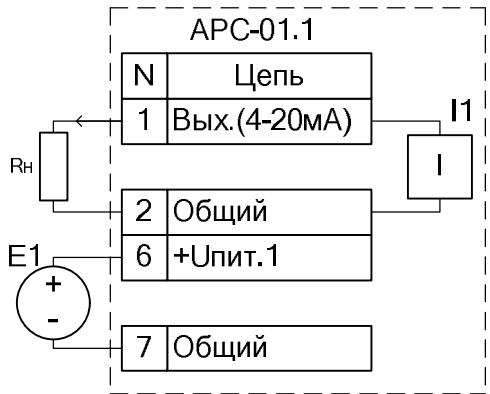 АРС-01.1
N Цепь
1 Вых.(4-20мА)
I1
Rн
I
2 Общий
E1
6 +Uпит.1
+
-
7 Общий